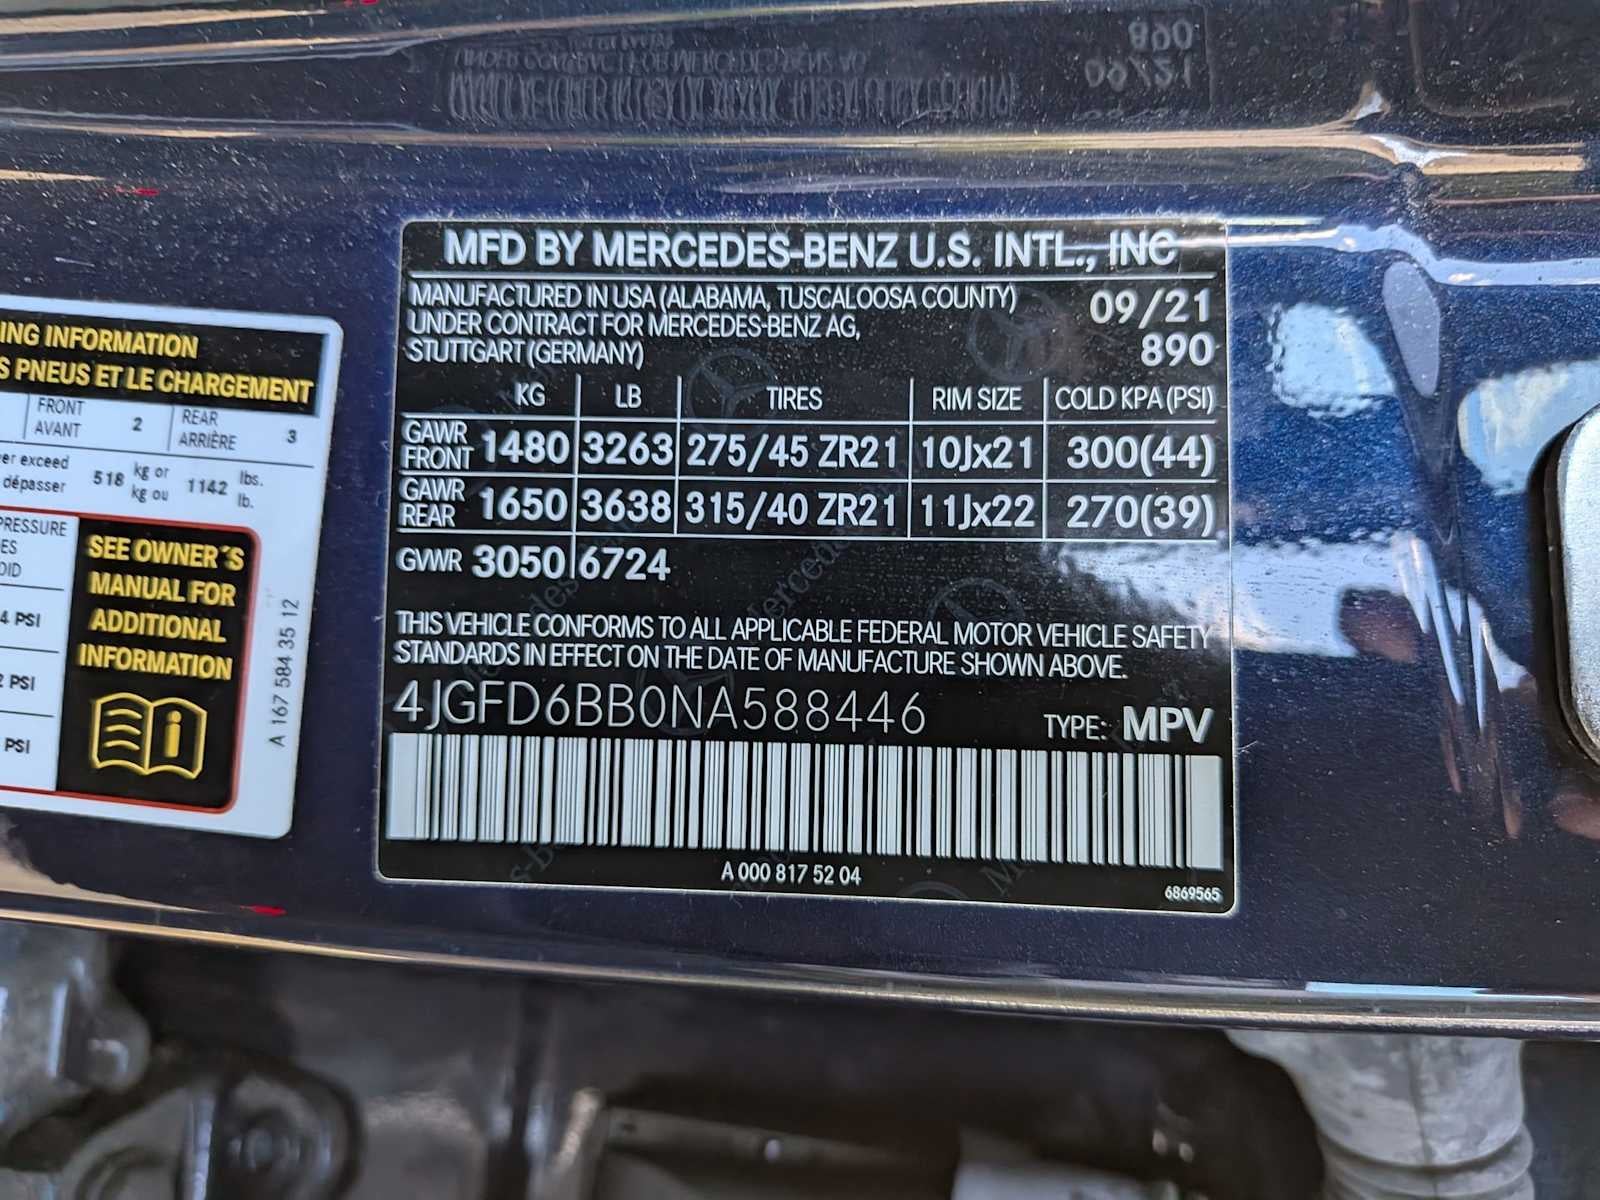 ING INFORMATION
S PNEUS ET LE CHARGEMENT
FRONT
AVANT
2
REAR
ARRIÈRE
3
er exceed
dépasser
518
kg or
kg ou
1142
lbs.
lb.
PRESSURE
4 PSI
2 PSI
PSI
SEE OWNER´S
MANUAL FOR
ADDITIONAL
INFORMATION
i
A 167 584 35 12
MFD BY MERCEDES-BENZ U.S. INTL., INC
MANUFACTURED IN USA (ALABAMA, TUSCALOOSA COUNTY) 09/21
UNDER CONTRACT FOR MERCEDES-BENZ AG,
STUTTGART (GERMANY) 890
KG LB TIRES RIM SIZE COLD KPA (PSI)
GAWR FRONT 1480 3263 275/45 ZR21 10Jx21 300(44)
GAWR REAR 1650 3638 315/40 ZR21 11Jx22 270(39)
GWR 3050 6724
THIS VEHICLE CONFORMS TO ALL APPLICABLE FEDERAL MOTOR VEHICLE SAFETY
STANDARDS IN EFFECT ON THE DATE OF MANUFACTURE SHOWN ABOVE.
4JGFD6BB0NA588446 TYPE: MPV
A 000 817 52 04
6869565